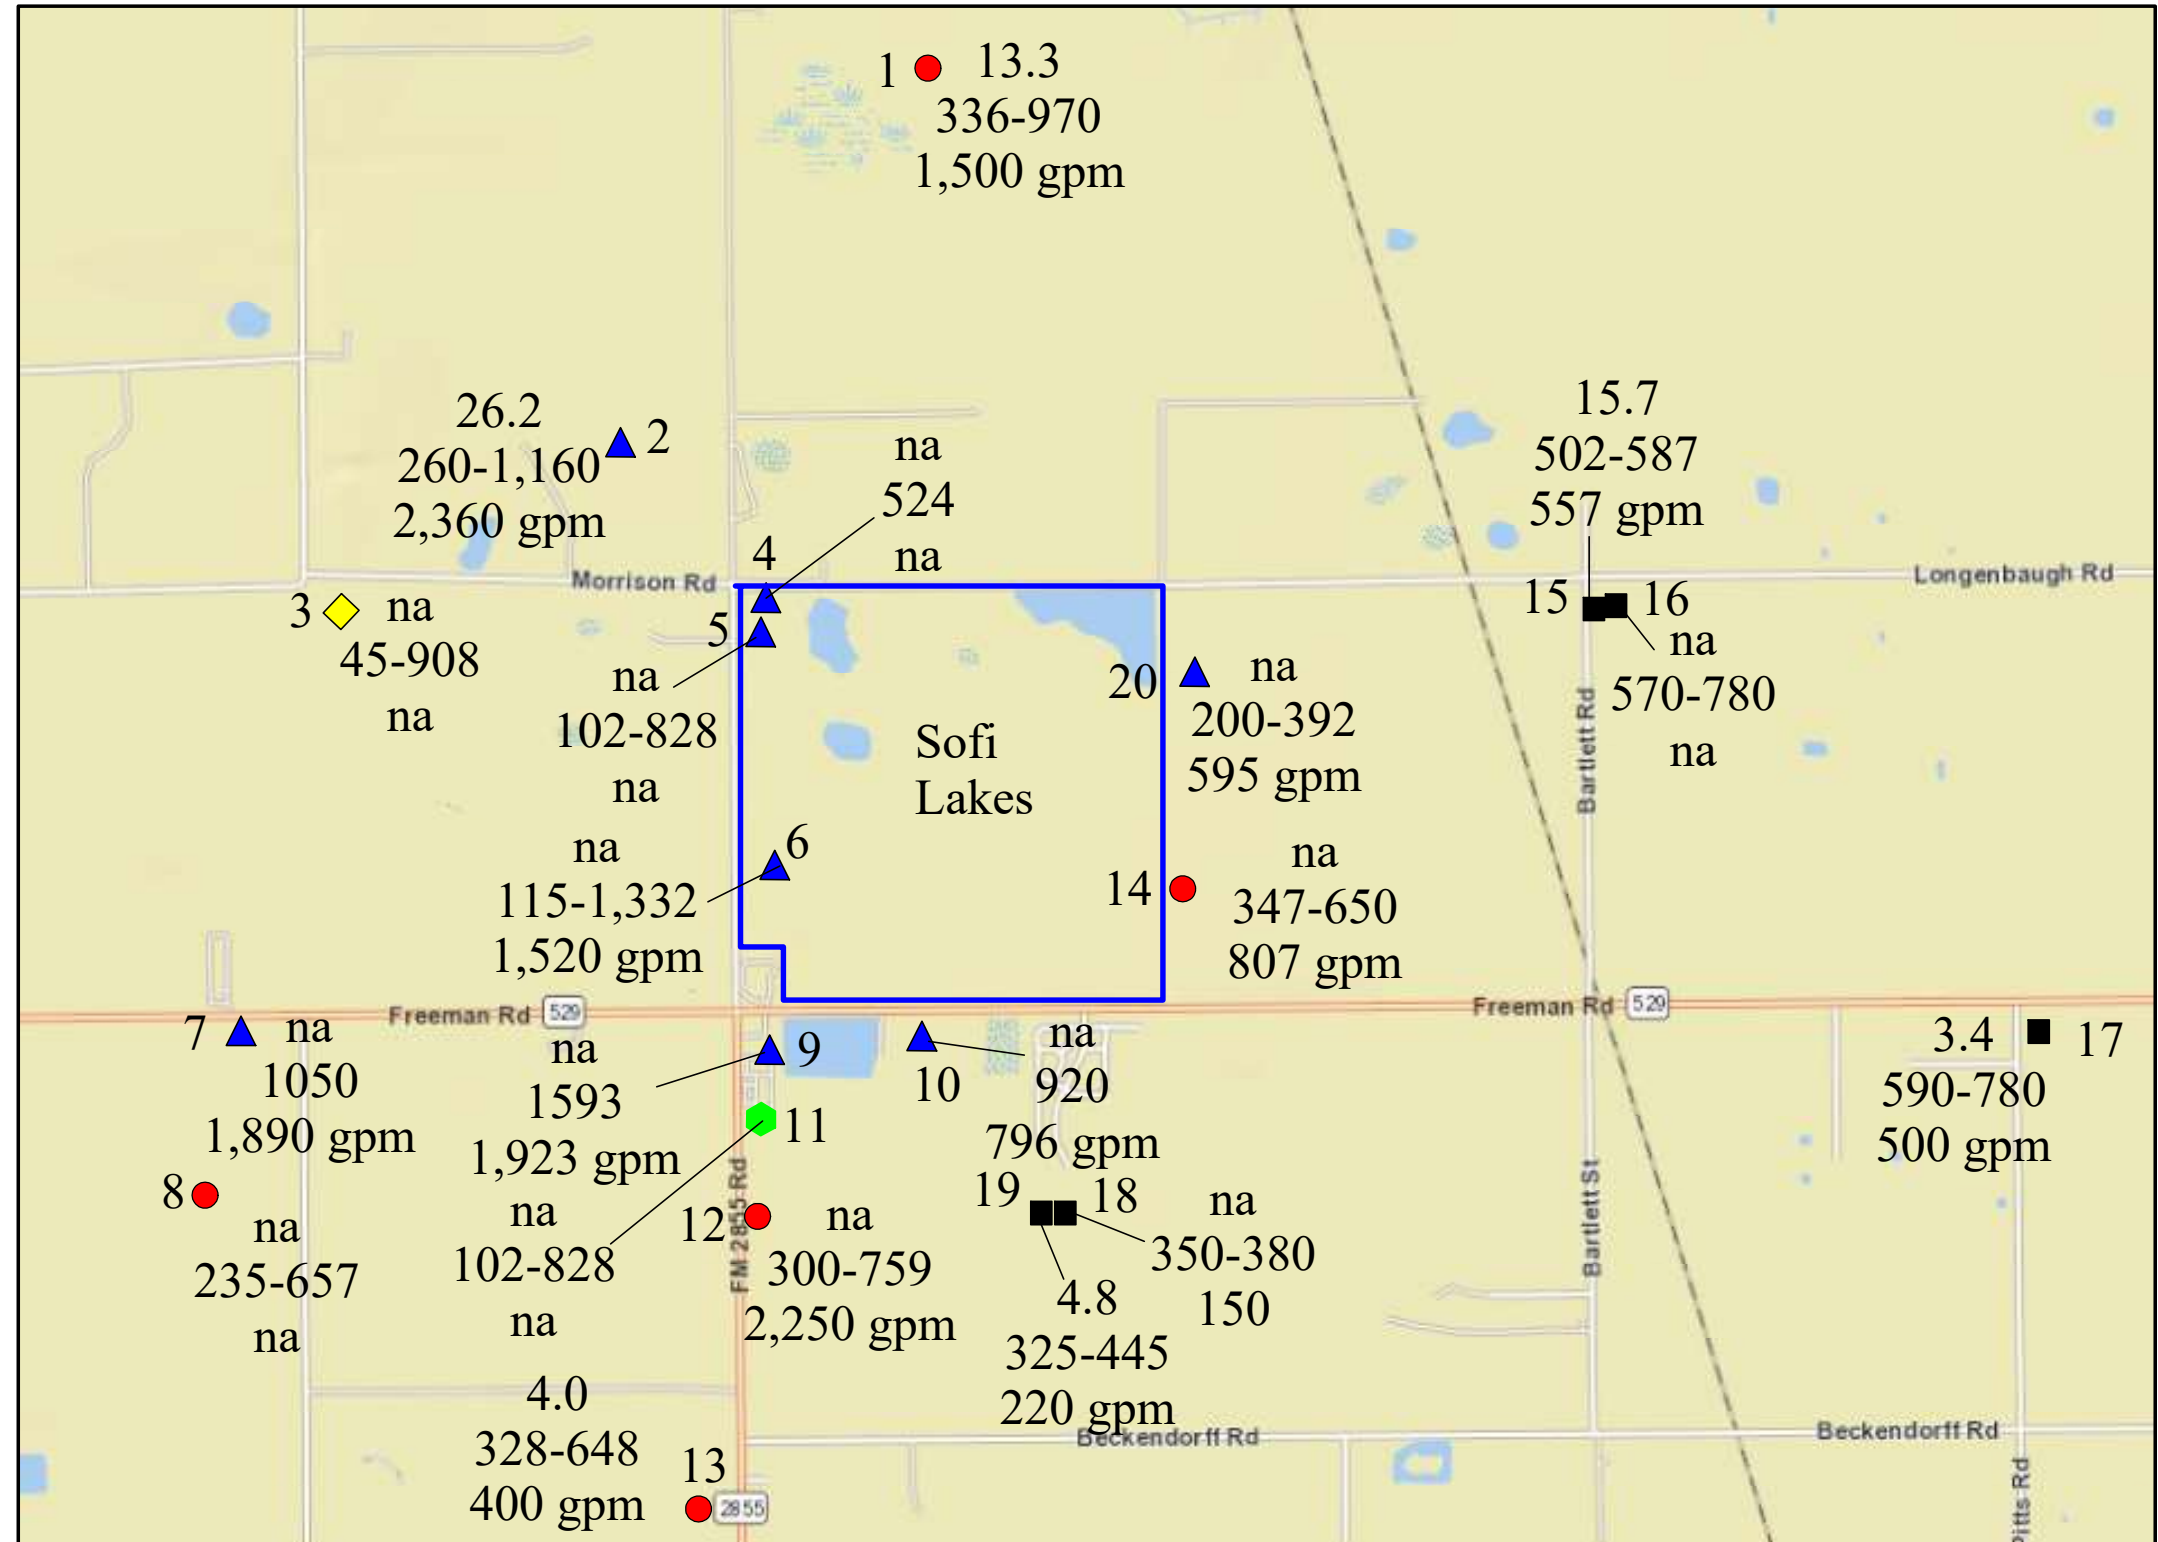 1
13.3
336-970
1,500 gpm
26.2
260-1,160
2,360 gpm
2
na
524
na
4
15.7
502-587
557 gpm
Morrison Rd
Longenbaugh Rd
3
na
45-908
na
5
na
102-828
na
15
16
na
570-780
na
20
na
200-392
595 gpm
Sofi
Lakes
Bartlett Rd
6
na
115-1,332
1,520 gpm
14
na
347-650
807 gpm
Freeman Rd
529
Freeman Rd
529
7
na
1050
1,890 gpm
na
1593
1,923 gpm
9
10
na
920
796 gpm
3.4
590-780
500 gpm
17
8
na
235-657
na
11
na
102-828
na
FM 2855 Rd
12
na
300-759
2,250 gpm
19
18
na
350-380
150
4.8
325-445
220 gpm
Bartlett St
4.0
328-648
400 gpm
13
2855
Beckendorff Rd
Beckendorff Rd
Pitts Rd